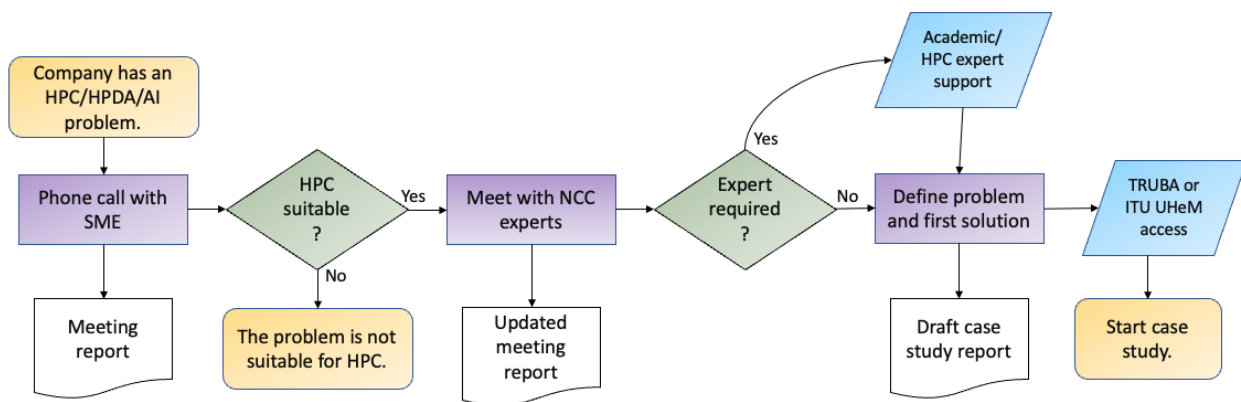 Company has an
HPC/HPDA/AI
problem.
Phone call with
SME
Meeting
report
HPC
suitable
?
Yes
No
The problem is not
suitable for HPC.
Meet with NCC
experts
Updated
meeting
report
Expert
required
?
Yes
No
Academic/
HPC expert
support
Define problem
and first solution
Draft case
study report
TRUBA or
ITU UHeM
access
Start case
study.